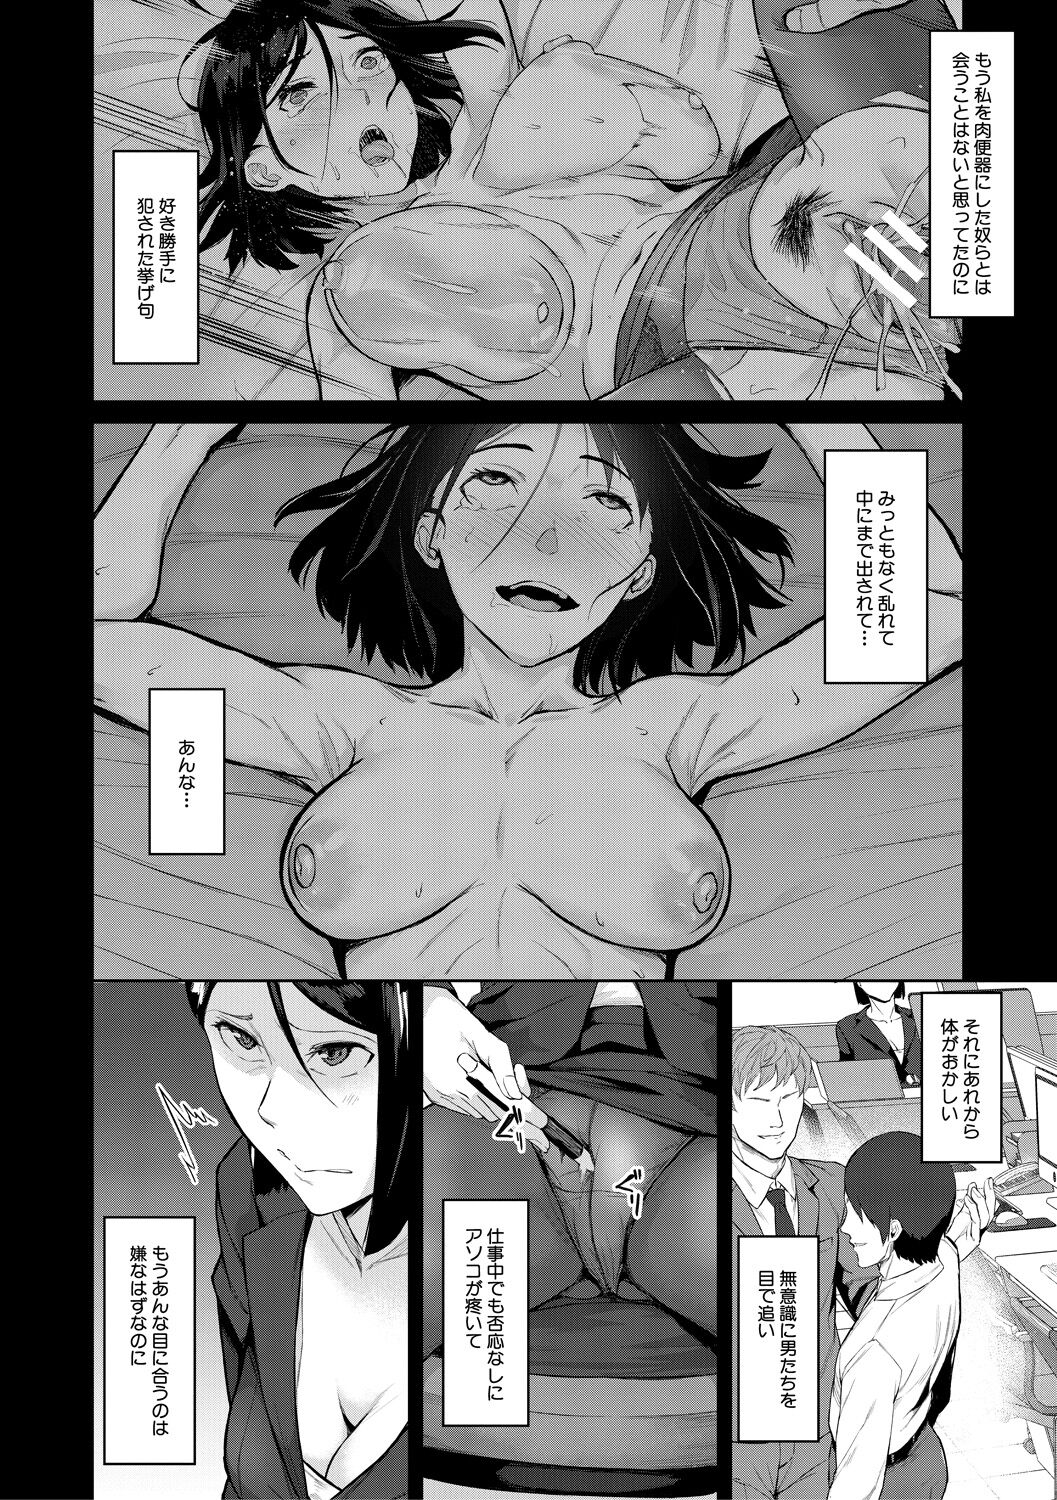 もう私を肉便器にした奴らとは
会うことはないと思ってたのに
好き勝手に
犯された挙げ句
みっともなく乱れて
中にまで出されて…
あんな…
それにあれから
体がおかしい
無意識に男たちを
目で追い
仕事中でも否応なしに
アソコが疼いて
もうあんな目に合うのは
嫌なはずなのに